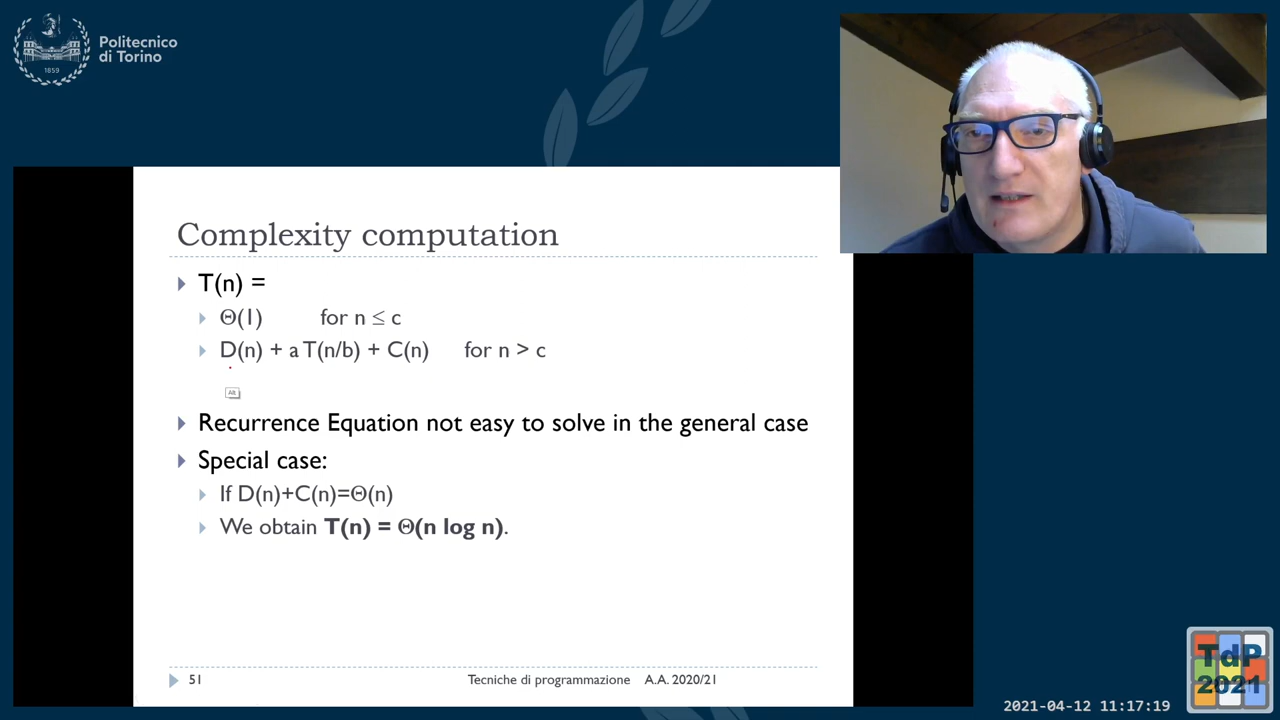 Politecnico
di Torino
1859
Complexity computation
T(n) =
Θ(1) for n ≤ c
D(n) + a T(n/b) + C(n) for n > c
Alt
Recurrence Equation not easy to solve in the general case
Special case:
If D(n)+C(n)=Θ(n)
We obtain T(n) = Θ(n log n).
51 Tecniche di programmazione A.A. 2020/21
TdP
2021
2021-04-12 11:17:19